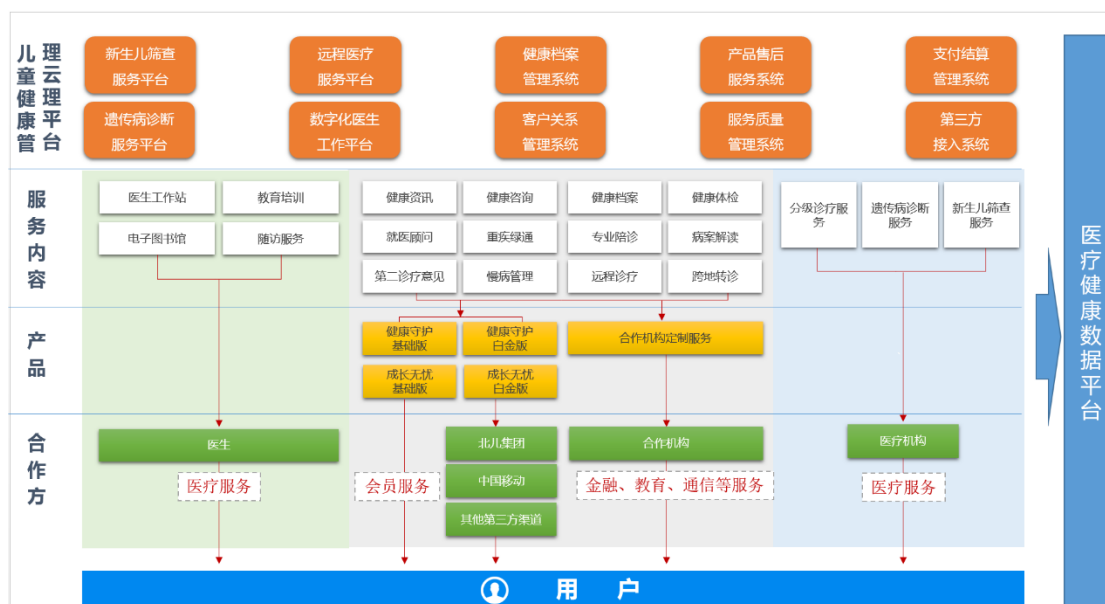 儿童健康管
理云理平台
新生儿筛查
服务平台
远程医疗
服务平台
健康档案
管理系统
产品售后
服务系统
支付结算
管理系统
遗传病诊断
服务平台
数字化医生
工作平台
客户关系
管理系统
服务质量
管理系统
第三方
接入系统
服务内容
医生工作站
教育培训
电子图书馆
随访服务
健康资讯
健康咨询
健康档案
健康体检
就医顾问
重疾绿通
专业陪诊
病案解读
第二诊疗意见
慢病管理
远程诊疗
跨地转诊
分级诊疗服
务
遗传病诊断
服务
新生儿筛查
服务
产品
健康守护
基础版
健康守护
白金版
合作机构定制服务
成长无忧
基础版
成长无忧
白金版
合作方
医生
北儿集团
合作机构
医疗机构
医疗服务
会员服务
中国移动
金融、教育、通信等服务
医疗服务
其他第三方渠道
用户
医疗健康数据平台